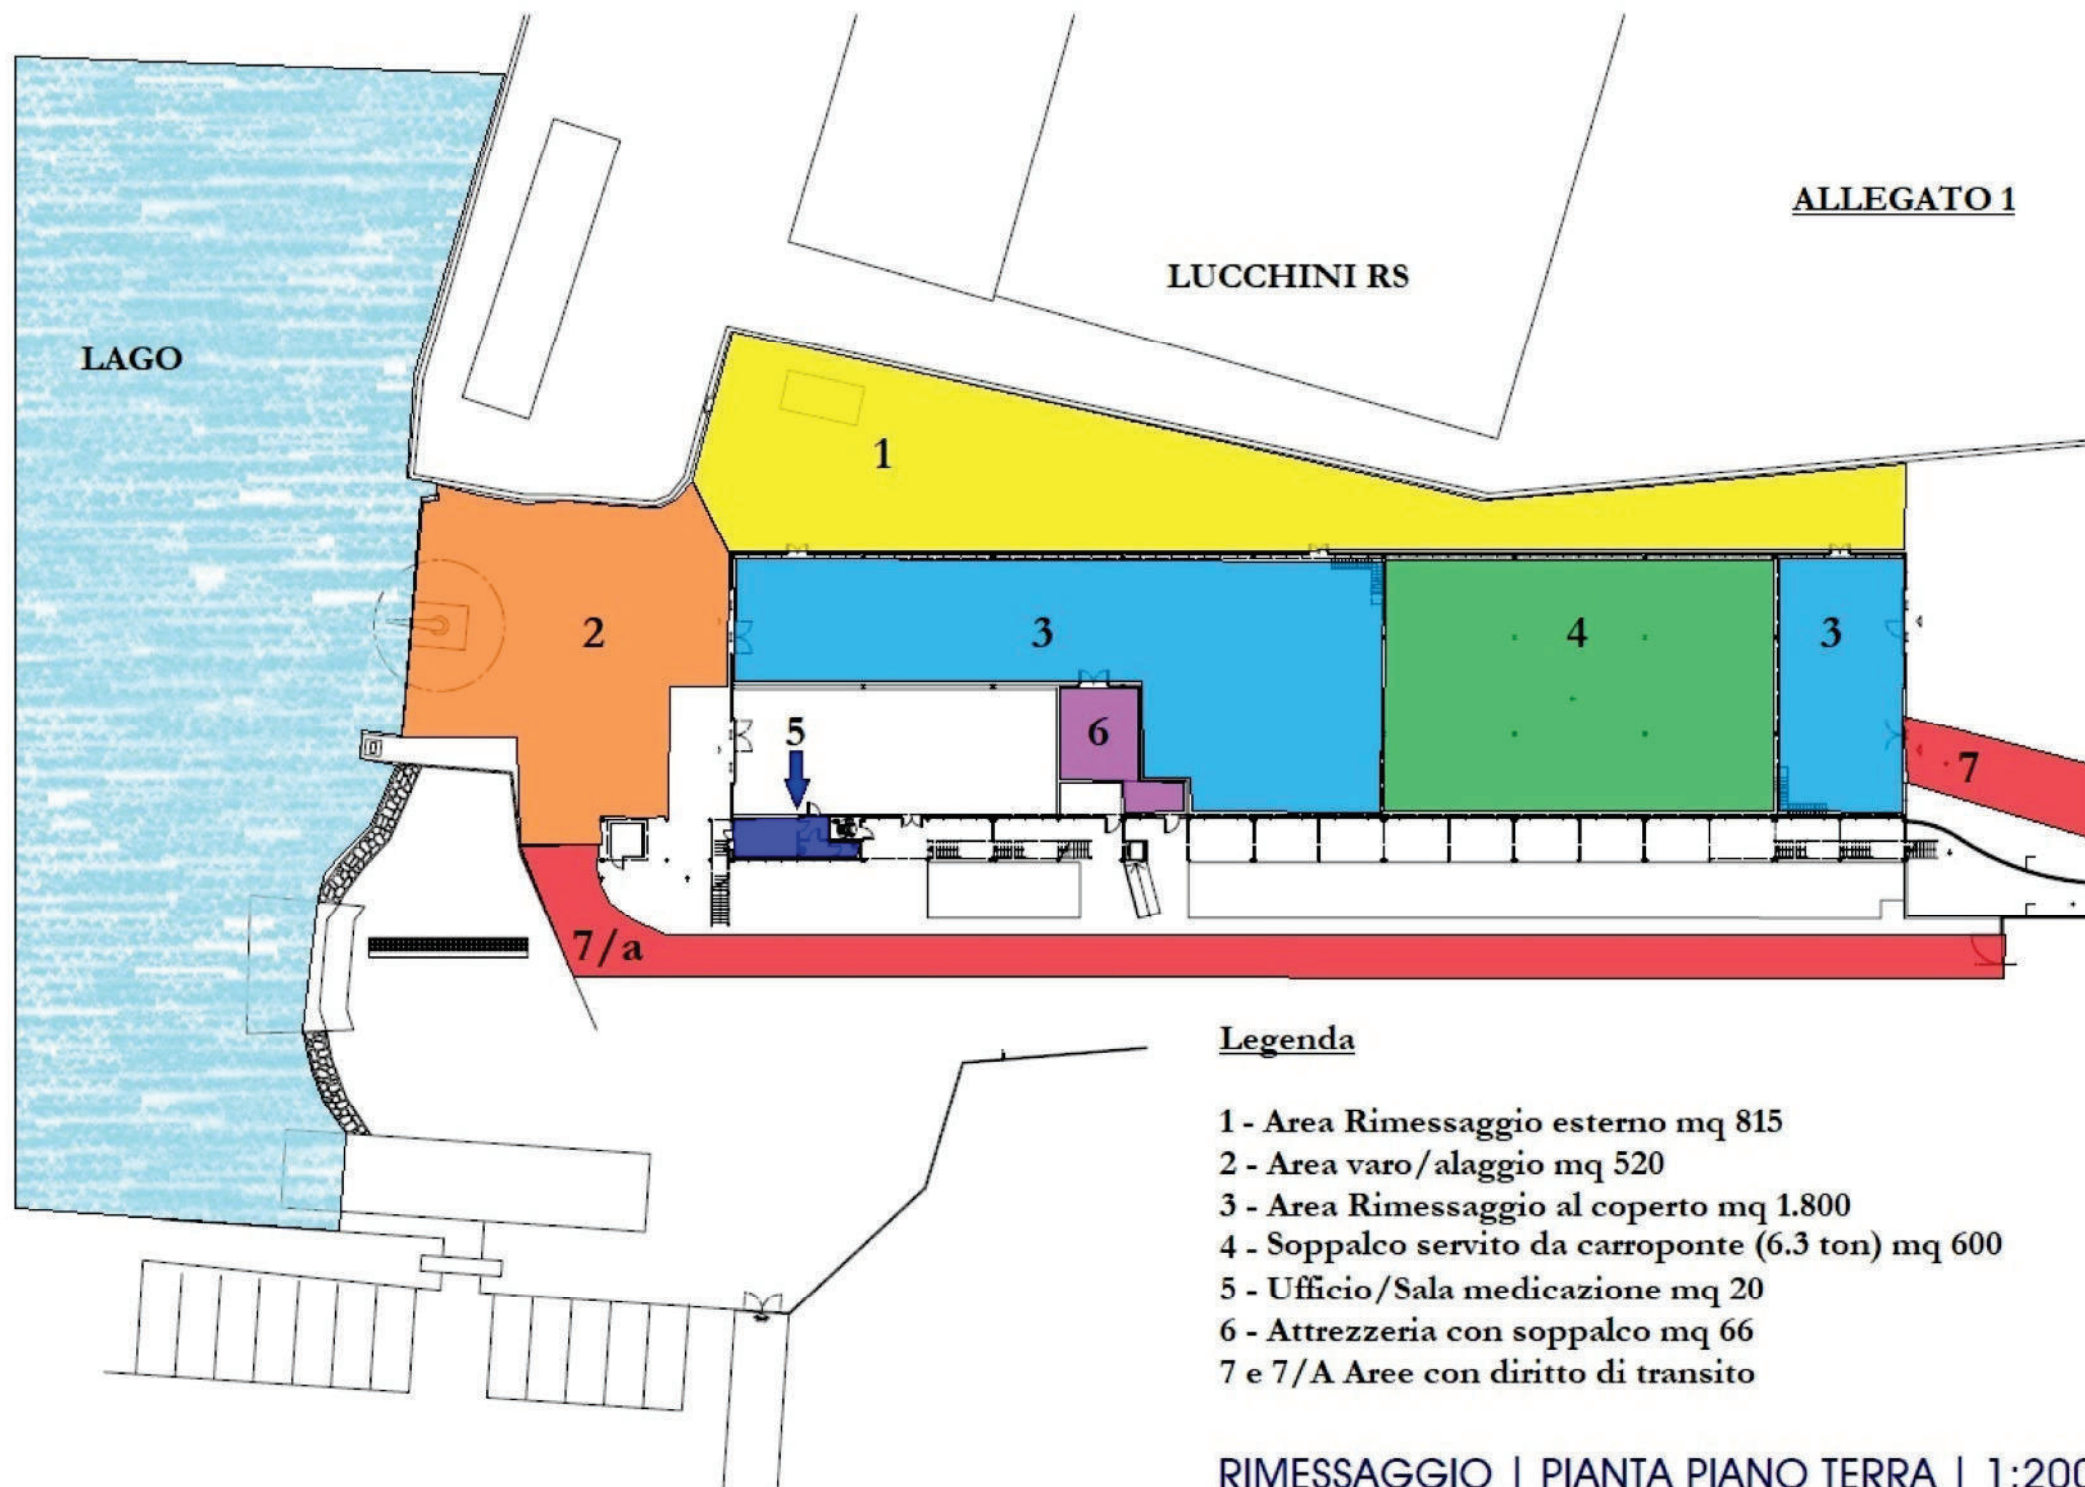 ALLEGATO 1
LUCCHINI RS
LAGO
1
2
3
4
3
5
6
7
7/a
Legenda
1 - Area Rimessaggio esterno mq 815
2 - Area varo/alaggio mq 520
3 - Area Rimessaggio al coperto mq 1.800
4 - Soppalco servito da carroponte (6.3 ton) mq 600
5 - Ufficio/Sala medicazione mq 20
6 - Attrezzeria con soppalco mq 66
7 e 7/A Aree con diritto di transito
RIMESSAGGIO | PIANTA PIANO TERRA | 1:200